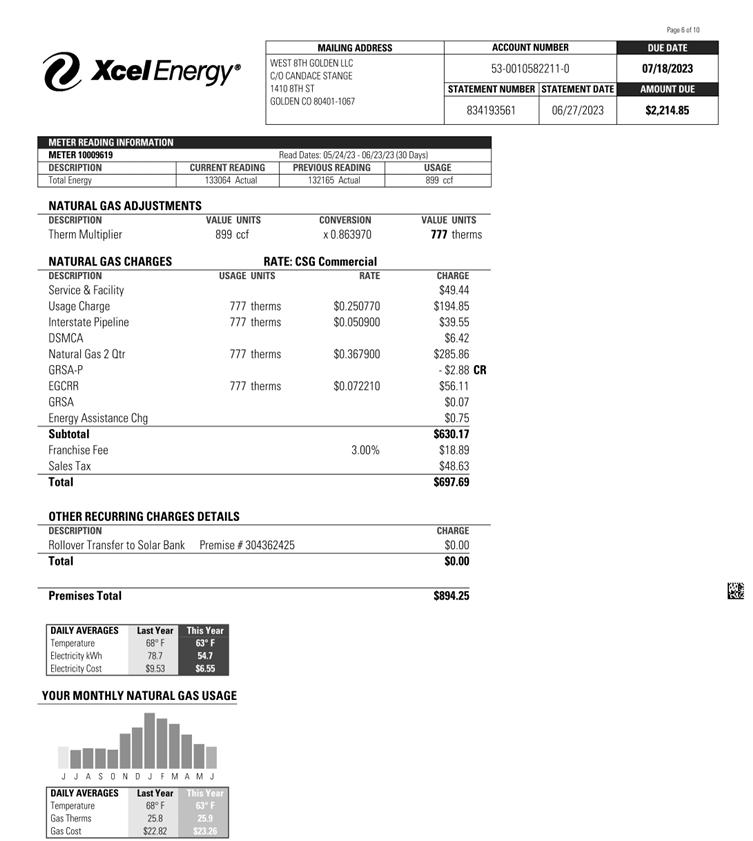 Page 6 of 10
XcelEnergy®
MAILING ADDRESS
WEST 8TH GOLDEN LLC
C/O CANDACE STANGE
1410 8TH ST
GOLDEN CO 80401-1067
ACCOUNT NUMBER DUE DATE
53-0010582211-0 07/18/2023
STATEMENT NUMBER STATEMENT DATE AMOUNT DUE
834193561 06/27/2023 $2,214.85
METER READING INFORMATION
METER 10009619 Read Dates: 05/24/23 - 06/23/23 (30 Days)
DESCRIPTION CURRENT READING PREVIOUS READING USAGE
Total Energy 133064 Actual 132165 Actual 899 ccf
NATURAL GAS ADJUSTMENTS
DESCRIPTION VALUE UNITS CONVERSION VALUE UNITS
Therm Multiplier 899 ccf x 0.863970 777 therms
NATURAL GAS CHARGES RATE: CSG Commercial
DESCRIPTION USAGE UNITS RATE CHARGE
Service & Facility $49.44
Usage Charge 777 therms $0.250770 $194.85
Interstate Pipeline 777 therms $0.050900 $39.55
DSMCA $6.42
Natural Gas 2 Qtr 777 therms $0.367900 $285.86
GRSA-P - $2.88 CR
EGCRR 777 therms $0.072210 $56.11
GRSA $0.07
Energy Assistance Chg $0.75
Subtotal $630.17
Franchise Fee 3.00% $18.89
Sales Tax $48.63
Total $697.69
OTHER RECURRING CHARGES DETAILS
DESCRIPTION CHARGE
Rollover Transfer to Solar Bank Premise # 304362425 $0.00
Total $0.00
Premises Total $894.25
DAILY AVERAGES Last Year This Year
Temperature 68° F 63° F
Electricity kWh 78.7 54.7
Electricity Cost $9.53 $6.55
YOUR MONTHLY NATURAL GAS USAGE
J J A S O N D J F M A M J
DAILY AVERAGES Last Year This Year
Temperature 68° F 63° F
Gas Therms 25.8 25.9
Gas Cost $22.82 $23.26